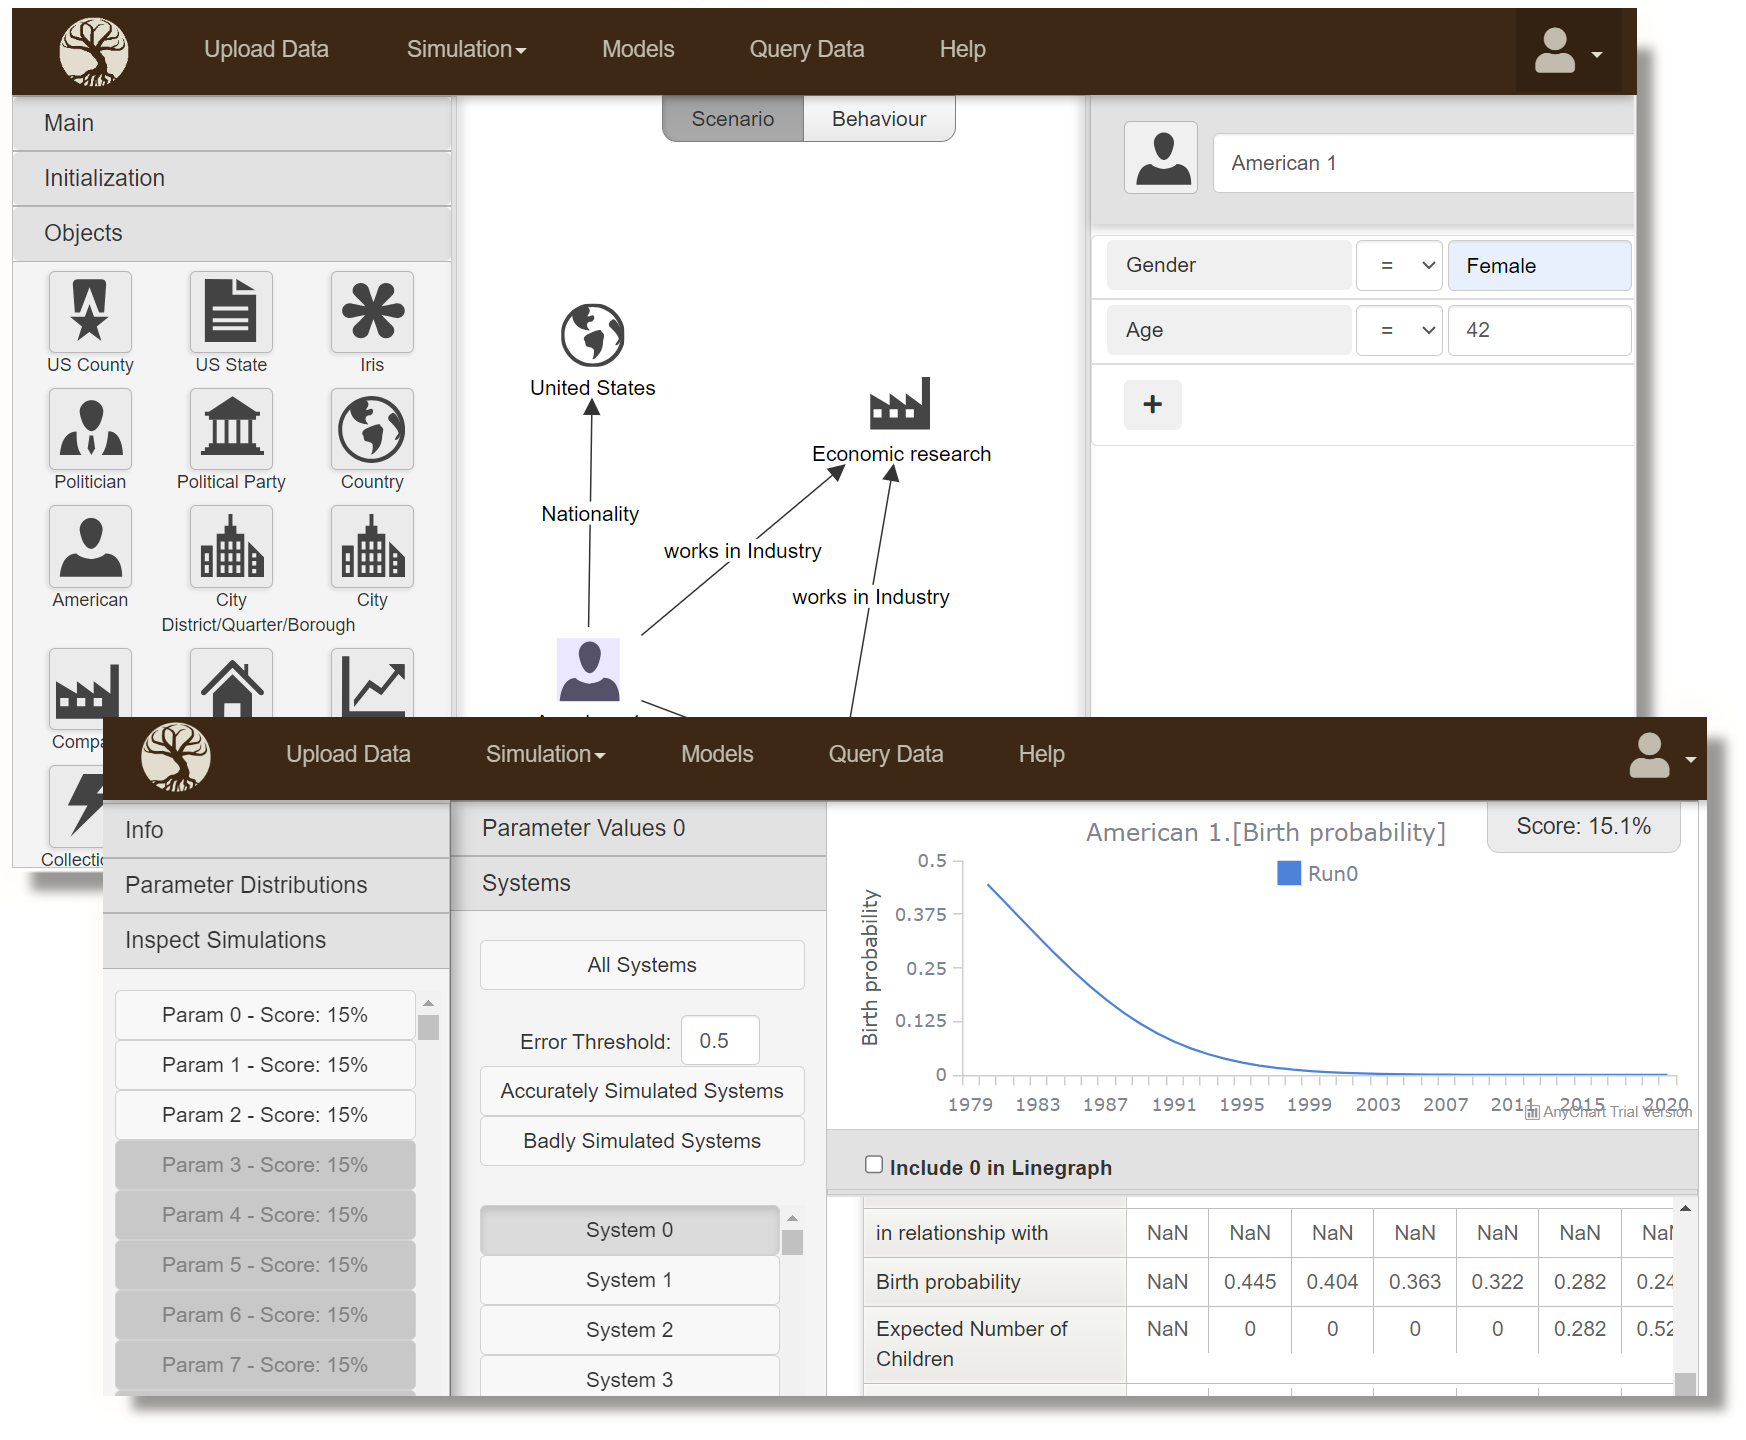 Upload Data
Simulation
Models
Query Data
Help
Main
Initialization
Objects
US County
US State
Iris
Politician
Political Party
Country
American
City District/Quarter/Borough
City
Scenario
Behaviour
United States
Economic research
Nationality
works in Industry
works in Industry
American 1
Gender
=
Female
Age
=
42
+
Upload Data
Simulation
Models
Query Data
Help
Info
Parameter Distributions
Inspect Simulations
Param 0 - Score: 15%
Param 1 - Score: 15%
Param 2 - Score: 15%
Param 3 - Score: 15%
Param 4 - Score: 15%
Param 5 - Score: 15%
Param 6 - Score: 15%
Param 7 - Score: 15%
Parameter Values 0
Systems
All Systems
Error Threshold: 0.5
Accurately Simulated Systems
Badly Simulated Systems
System 0
System 1
System 2
System 3
American 1.[Birth probability]
Score: 15.1%
Run0
Birth probability
0.5
0.375
0.25
0.125
0
1979 1983 1987 1991 1995 1999 2003 2007 2011 2015 2020
AnyChart Trial Version
Include 0 in Linegraph
in relationship with NaN NaN NaN NaN NaN NaN
Birth probability NaN 0.445 0.404 0.363 0.322 0.282 0.24
Expected Number of Children NaN 0 0 0 0 0.282 0.52